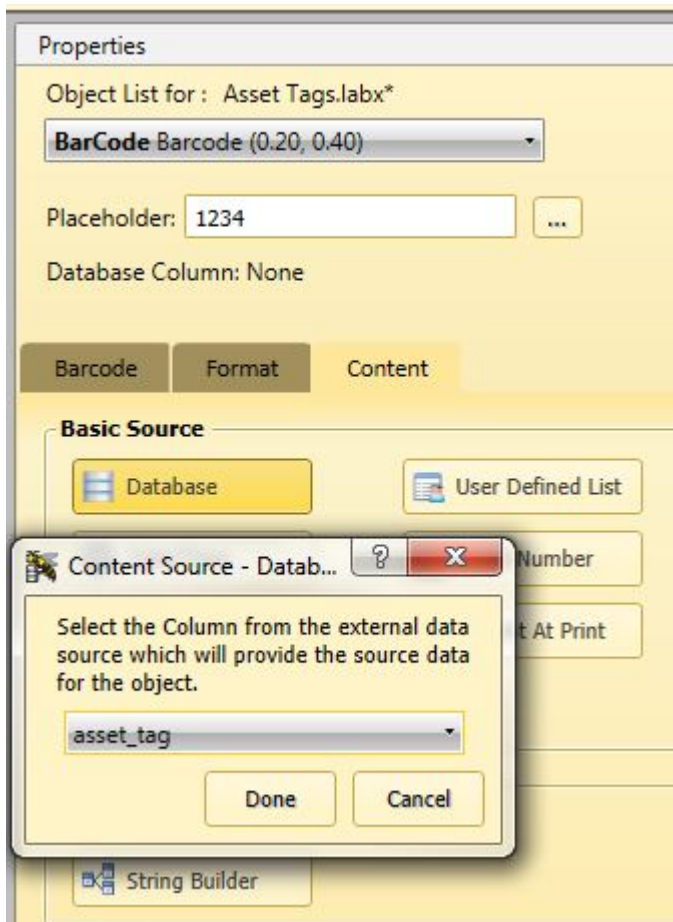 Properties
Object List for : Asset Tags.labx*
BarCode Barcode (0.20, 0.40)
Placeholder: 1234 ...
Database Column: None
Barcode Format Content
Basic Source
Database User Defined List
Content Source - Datab... ? X
Number
Select the Column from the external data
source which will provide the source data
for the object.
At Print
asset_tag
Done Cancel
String Builder